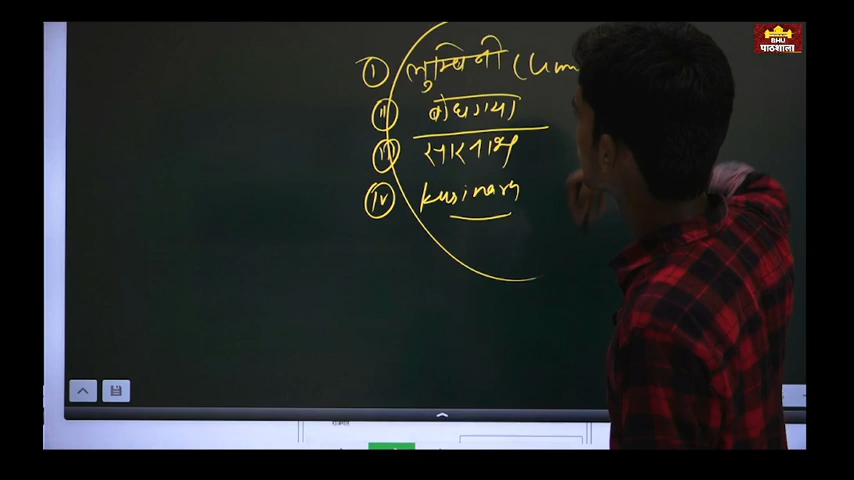 BHU
पाठशाला
(i) लुम्बिनी (Lum
(ii) बोधगया
(iii) सारनाथ
(iv) Kusinara